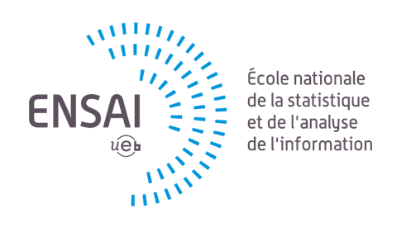 ENSAI
ueb
École nationale
de la statistique
et de l'analyse
de l'information